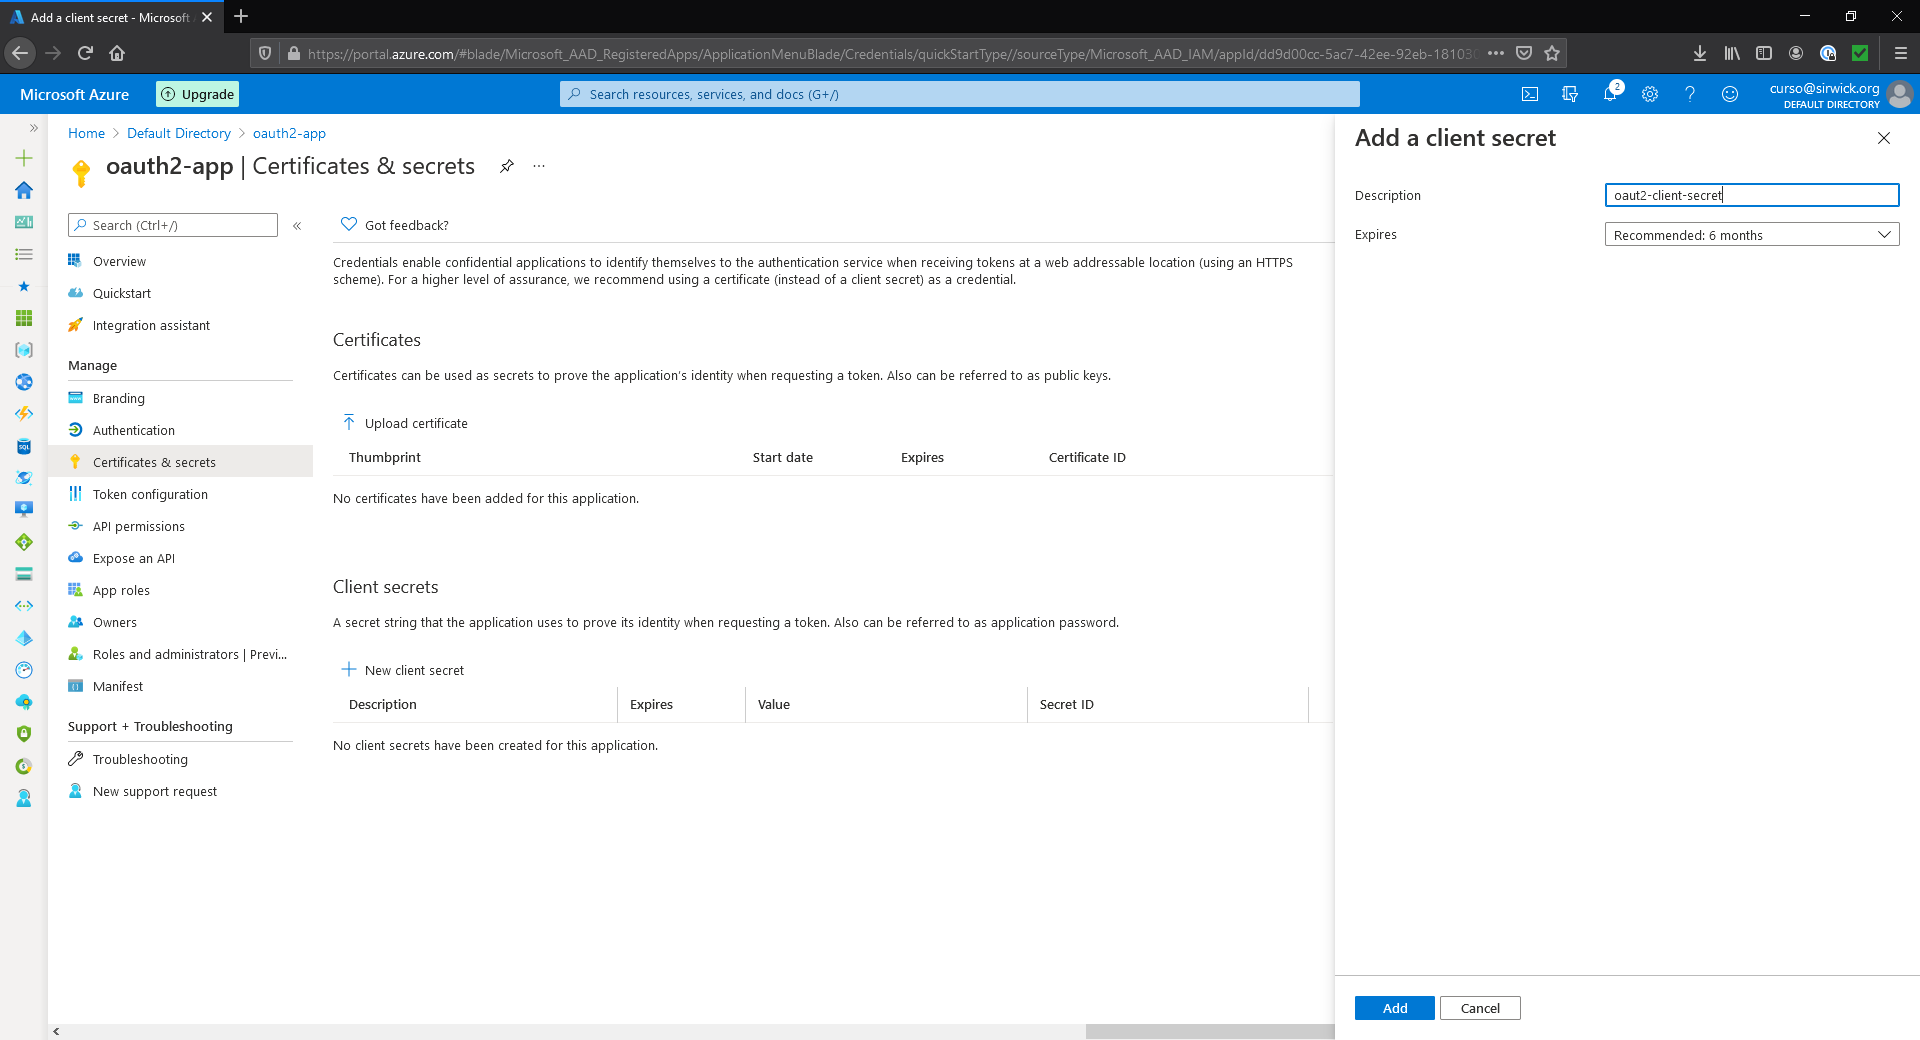 Add a client secret - Microsoft
https://portal.azure.com/#blade/Microsoft_AAD_RegisteredApps/ApplicationMenuBlade/Credentials/quickStartType//sourceType/Microsoft_AAD_IAM/appId/dd9d00cc-5ac7-42ee-92eb-181030
Microsoft Azure
Upgrade
Search resources, services, and docs (G+/)
2
curso@sirwick.org
DEFAULT DIRECTORY
Home > Default Directory > oauth2-app
oauth2-app | Certificates & secrets
Search (Ctrl+/)
Overview
Quickstart
Integration assistant
Manage
Branding
Authentication
Certificates & secrets
Token configuration
API permissions
Expose an API
App roles
Owners
Roles and administrators | Previ...
Manifest
Support + Troubleshooting
Troubleshooting
New support request
Got feedback?
Credentials enable confidential applications to identify themselves to the authentication service when receiving tokens at a web addressable location (using an HTTPS
scheme). For a higher level of assurance, we recommend using a certificate (instead of a client secret) as a credential.
Certificates
Certificates can be used as secrets to prove the application's identity when requesting a token. Also can be referred to as public keys.
Upload certificate
Thumbprint Start date Expires Certificate ID
No certificates have been added for this application.
Client secrets
A secret string that the application uses to prove its identity when requesting a token. Also can be referred to as application password.
New client secret
Description Expires Value Secret ID
No client secrets have been created for this application.
Add a client secret
Description oaut2-client-secret
Expires Recommended: 6 months
Add Cancel